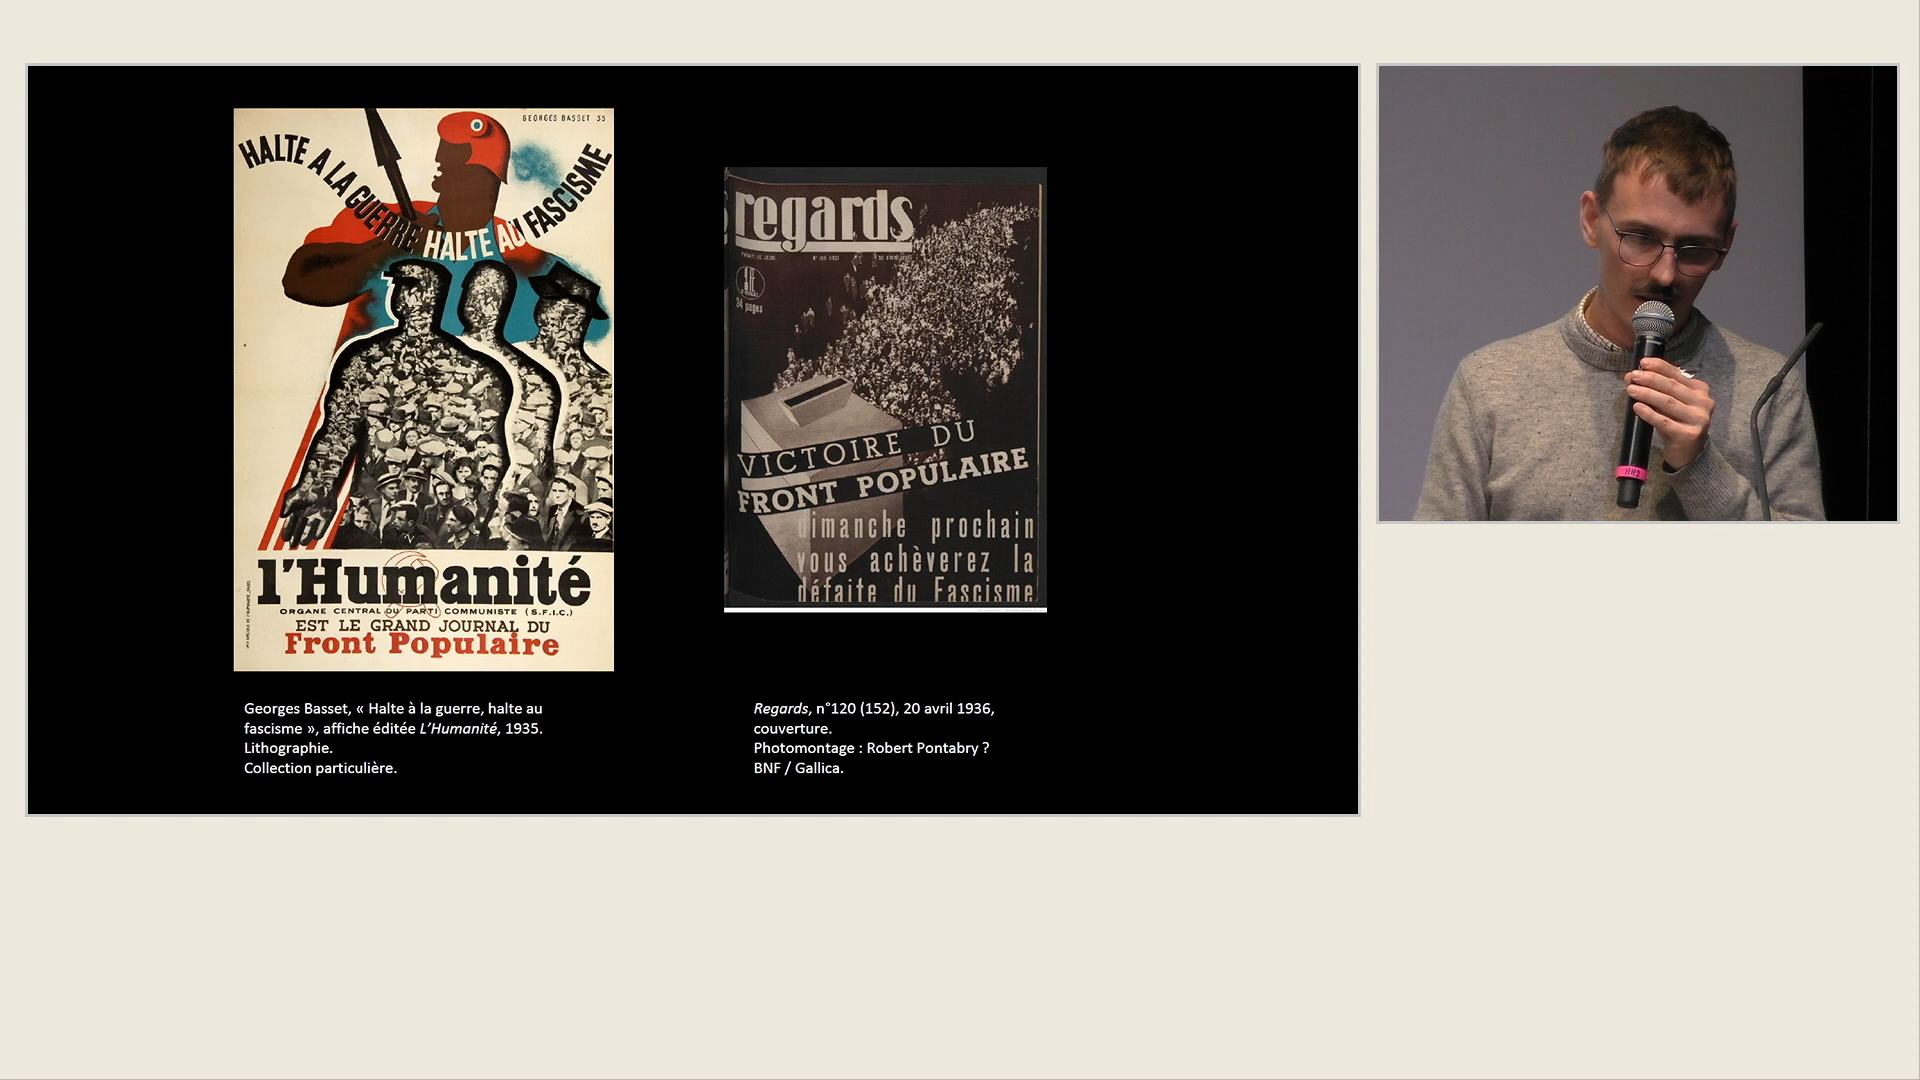 GEORGES BASSET 35
HALTE A LA GUERRE HALTE AU FASCISME
l'Humanité
ORGANE CENTRAL DU PARTI COMMUNISTE (S.F.I.C.)
EST LE GRAND JOURNAL DU
Front Populaire
regards
24 pages
VICTOIRE DU
FRONT POPULAIRE
dimanche prochain
vous achèverez la
défaite du Fascisme
Georges Basset, « Halte à la guerre, halte au
fascisme », affiche éditée L'Humanité, 1935.
Lithographie.
Collection particulière.
Regards, n°120 (152), 20 avril 1936,
couverture.
Photomontage : Robert Pontabry ?
BNF / Gallica.
HH2